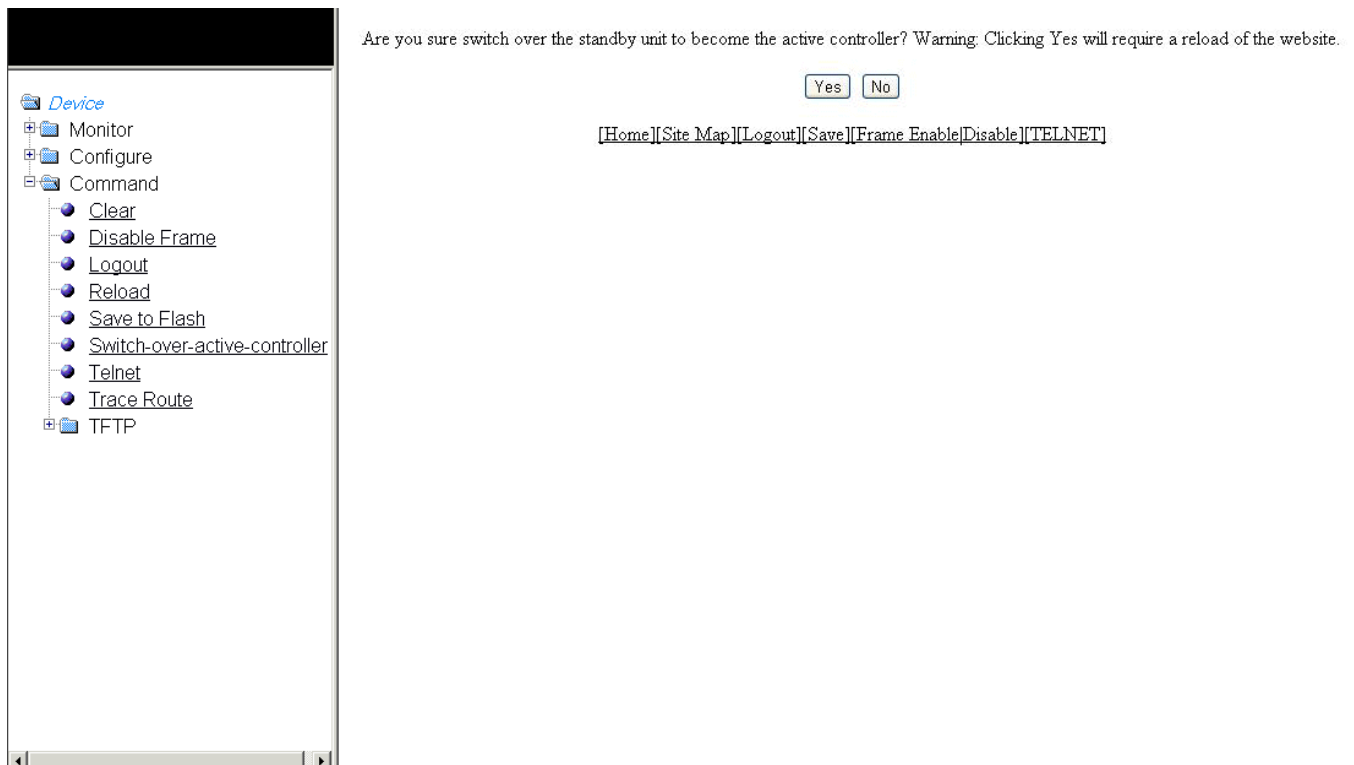 Device
Monitor
Configure
Command
Clear
Disable Frame
Logout
Reload
Save to Flash
Switch-over-active-controller
Telnet
Trace Route
TFTP
Are you sure switch over the standby unit to become the active controller? Warning: Clicking Yes will require a reload of the website.
Yes No
[Home][Site Map][Logout][Save][Frame Enable|Disable][TELNET]